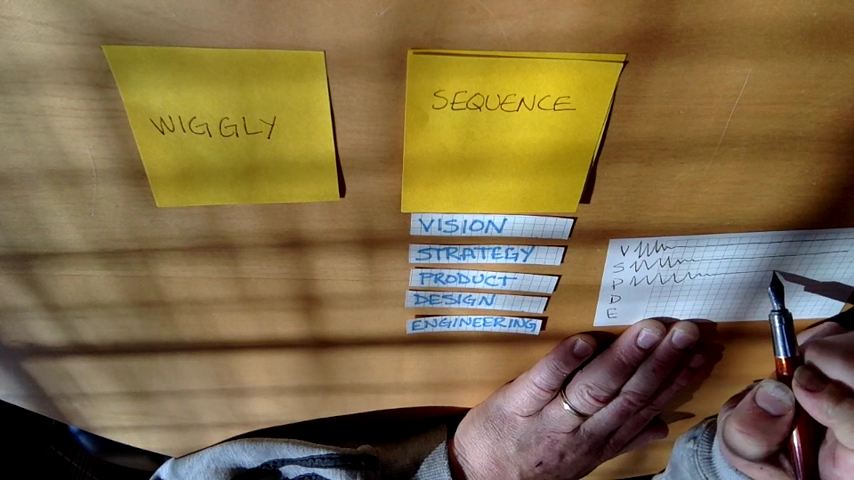 WIGGLY
SEQUENCE
VISION
STRATEGY
PRODUCT
DESIGN
ENGINEERING
V
S
P
D
E